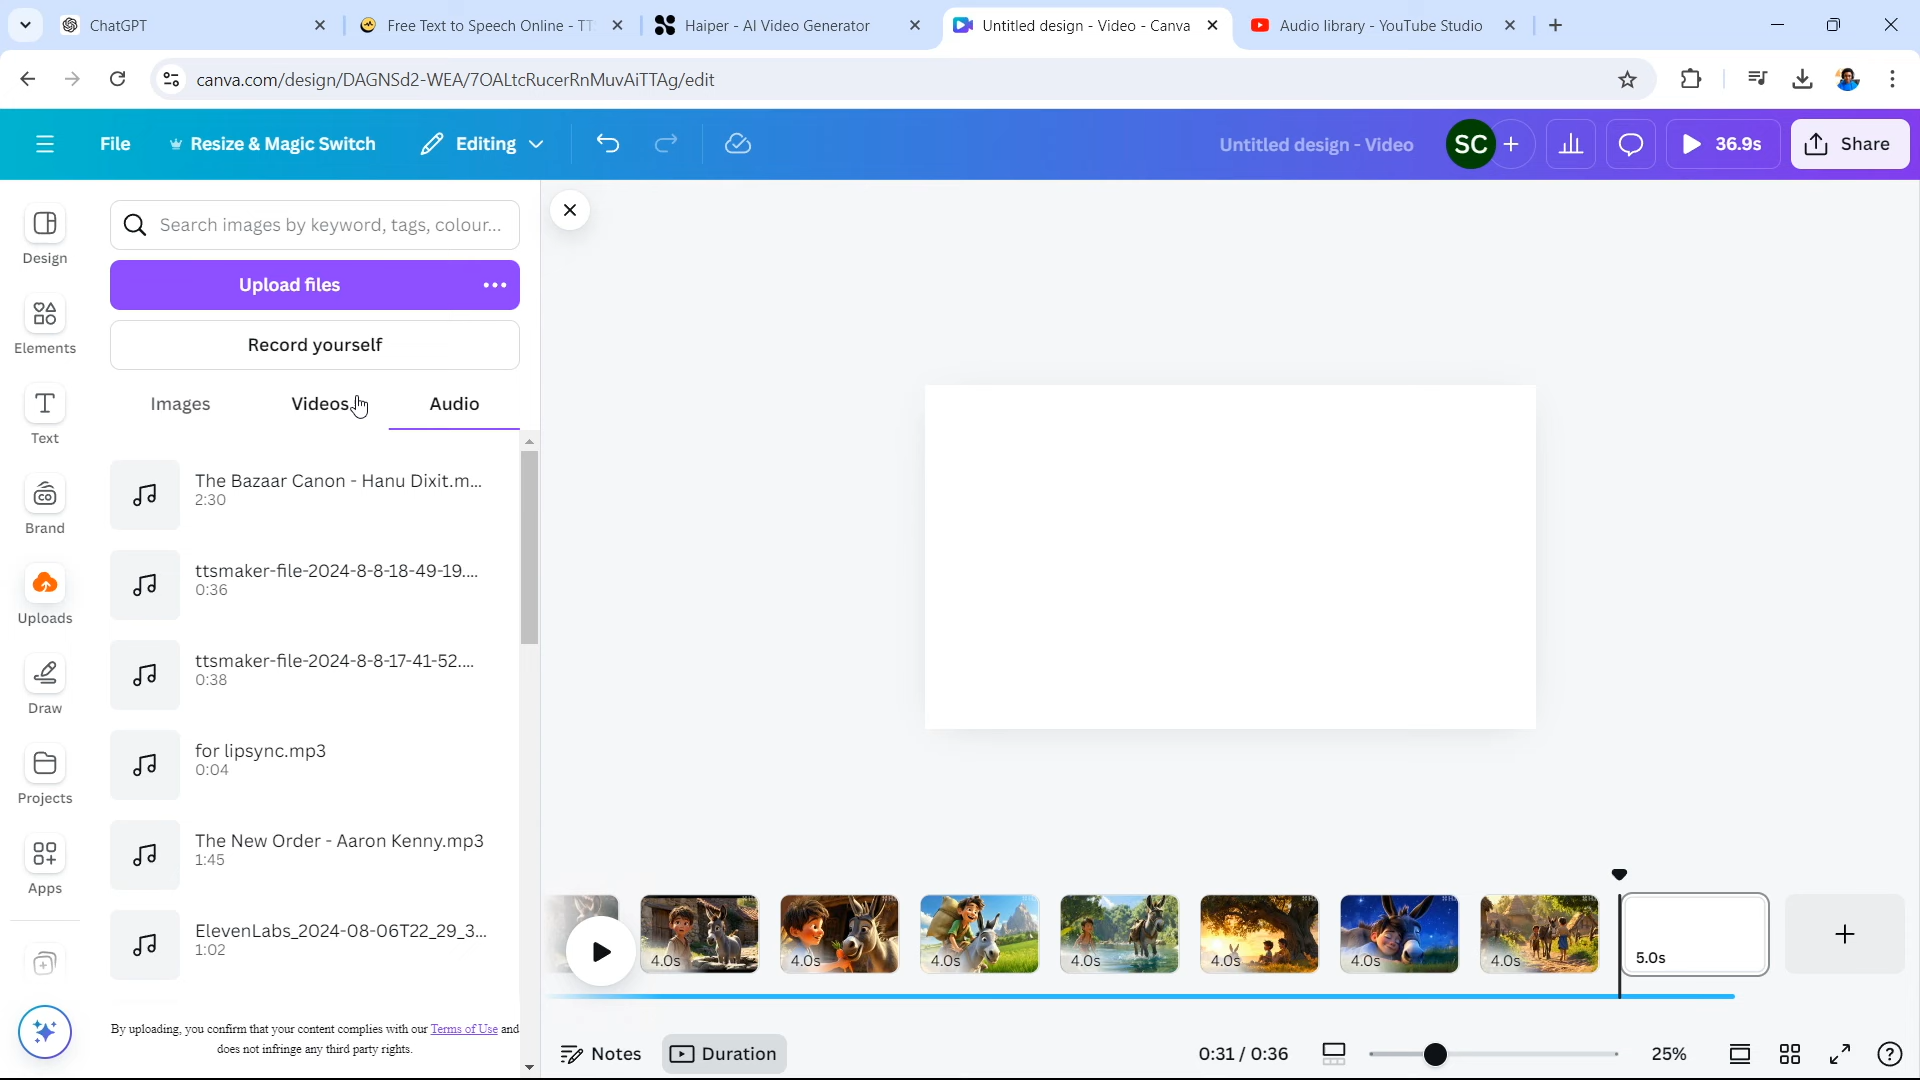 ChatGPT
Free Text to Speech Online - TT
Haiper - AI Video Generator
Untitled design - Video - Canva
Audio library - YouTube Studio
canva.com/design/DAGNSd2-WEA/7OALtcRucerRnMuvAiTTAg/edit
File
Resize & Magic Switch
Editing
Untitled design - Video
SC
36.9s
Share
Design
Elements
Text
Brand
Uploads
Draw
Projects
Apps
Search images by keyword, tags, colour...
Upload files
Record yourself
Images
Videos
Audio
The Bazaar Canon - Hanu Dixit.m...
2:30
ttsmaker-file-2024-8-8-18-49-19....
0:36
ttsmaker-file-2024-8-8-17-41-52....
0:38
for lipsync.mp3
0:04
The New Order - Aaron Kenny.mp3
1:45
ElevenLabs_2024-08-06T22_29_3...
1:02
By uploading, you confirm that your content complies with our Terms of Use and
does not infringe any third party rights.
4.0s
4.0s
4.0s
4.0s
4.0s
4.0s
4.0s
5.0s
Notes
Duration
0:31 / 0:36
25%